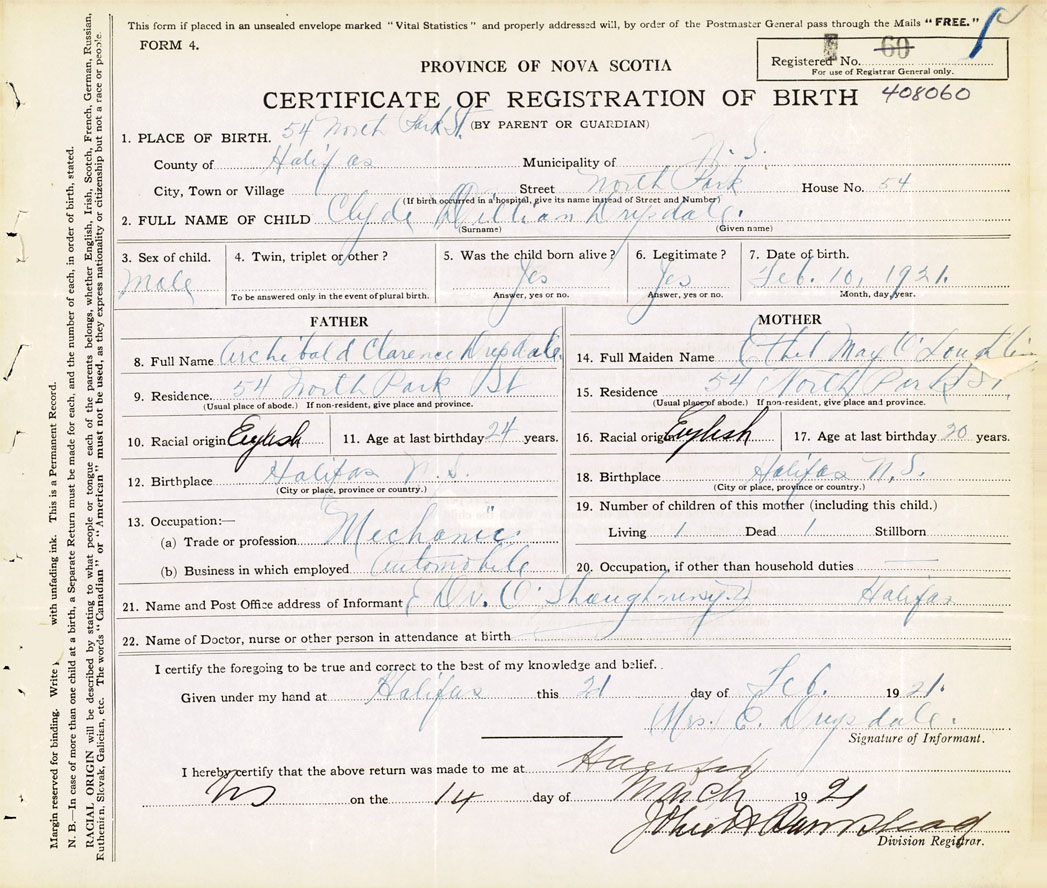 This form if placed in an unsealed envelope marked "Vital Statistics" and properly addressed will, by order of the Postmaster General pass through the Mails "FREE."
FORM 4.
Registered No. 60
For use of Registrar General only.
PROVINCE OF NOVA SCOTIA
CERTIFICATE OF REGISTRATION OF BIRTH 408060
(BY PARENT OR GUARDIAN)
1. PLACE OF BIRTH. 54 North Park St.
County of Halifax Municipality of N.S.
City, Town or Village Street North Park House No. 54
(If birth occurred in a hospital, give its name instead of Street and Number)
2. FULL NAME OF CHILD Clyde William Drysdale.
(Surname) (Given name)
3. Sex of child. Male
4. Twin, triplet or other?
To be answered only in the event of plural birth.
5. Was the child born alive? Yes
Answer, yes or no.
6. Legitimate? Yes
Answer, yes or no.
7. Date of birth. Feb. 10, 1921.
Month, day, year.
FATHER
8. Full Name Archibald Clarence Drysdale
9. Residence. 54 North Park St
(Usual place of abode.) If non-resident, give place and province.
10. Racial origin English 11. Age at last birthday 24 years.
12. Birthplace Halifax N.S.
(City or place, province or country.)
13. Occupation:—
(a) Trade or profession Mechanic
(b) Business in which employed Automobile
MOTHER
14. Full Maiden Name Ethel May O'Loughlin
15. Residence 54 North Park St.
(Usual place of abode.) If non-resident, give place and province.
16. Racial origin English 17. Age at last birthday 20 years.
18. Birthplace Halifax N.S.
(City or place, province or country.)
19. Number of children of this mother (including this child.)
Living 1 Dead 1 Stillborn
20. Occupation, if other than household duties —
21. Name and Post Office address of Informant (Dr. O'Shaughnessy) Halifax
22. Name of Doctor, nurse or other person in attendance at birth
I certify the foregoing to be true and correct to the best of my knowledge and belief.
Given under my hand at Halifax this 21 day of Feb. 1921.
Mrs. C. Drysdale.
Signature of Informant.
I hereby certify that the above return was made to me at Halifax
NS on the 14 day of March 1921
John A
Division Registrar.
Margin reserved for binding. Write with unfading ink. This is a Permanent Record.
N. B.—In case of more than one child at a birth, a Separate Return must be made for each, and the number of each, in order of birth, stated.
RACIAL ORIGIN will be described by stating to what people or tongue each of the parents belongs, whether English, Irish, Scotch, French, German, Russian,
Ruthenian, Slovak, Galician, etc. The words "Canadian" or "American" must not be used, as they express nationality or citizenship but not a race or people.